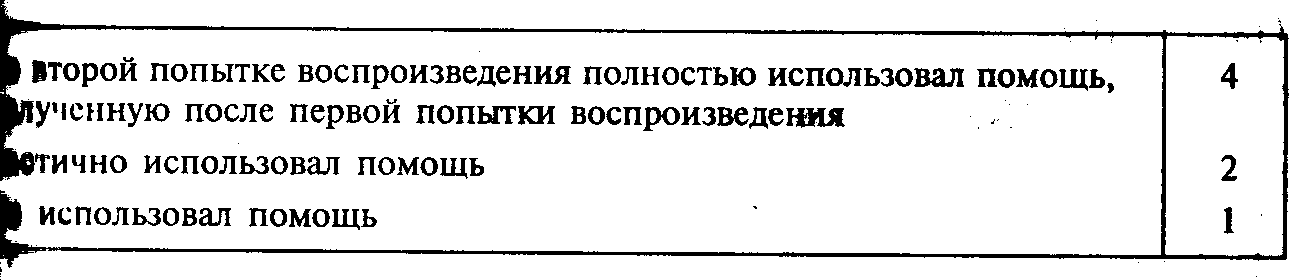 второй попытке воспроизведения полностью использовал помощь, 4
лученную после первой попытки воспроизведения
стично использовал помощь 2
использовал помощь 1